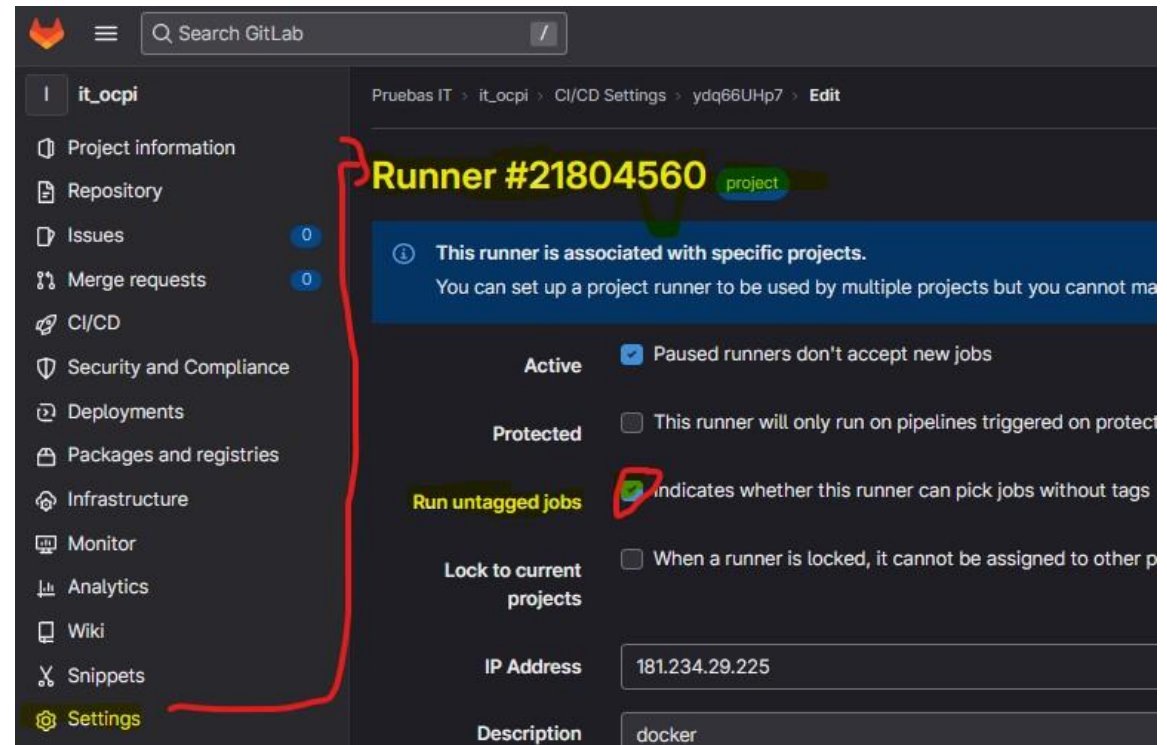 Search GitLab /
I it_ocpi
Project information
Repository
Issues 0
Merge requests 0
CI/CD
Security and Compliance
Deployments
Packages and registries
Infrastructure
Monitor
Analytics
Wiki
Snippets
Settings
Pruebas IT › it_ocpi › CI/CD Settings › ydq66UHp7 › Edit
Runner #21804560 project
This runner is associated with specific projects.
You can set up a project runner to be used by multiple projects but you cannot ma
Active Paused runners don't accept new jobs
Protected This runner will only run on pipelines triggered on protect
Run untagged jobs Indicates whether this runner can pick jobs without tags
Lock to current When a runner is locked, it cannot be assigned to other p
projects
IP Address 181.234.29.225
Description docker